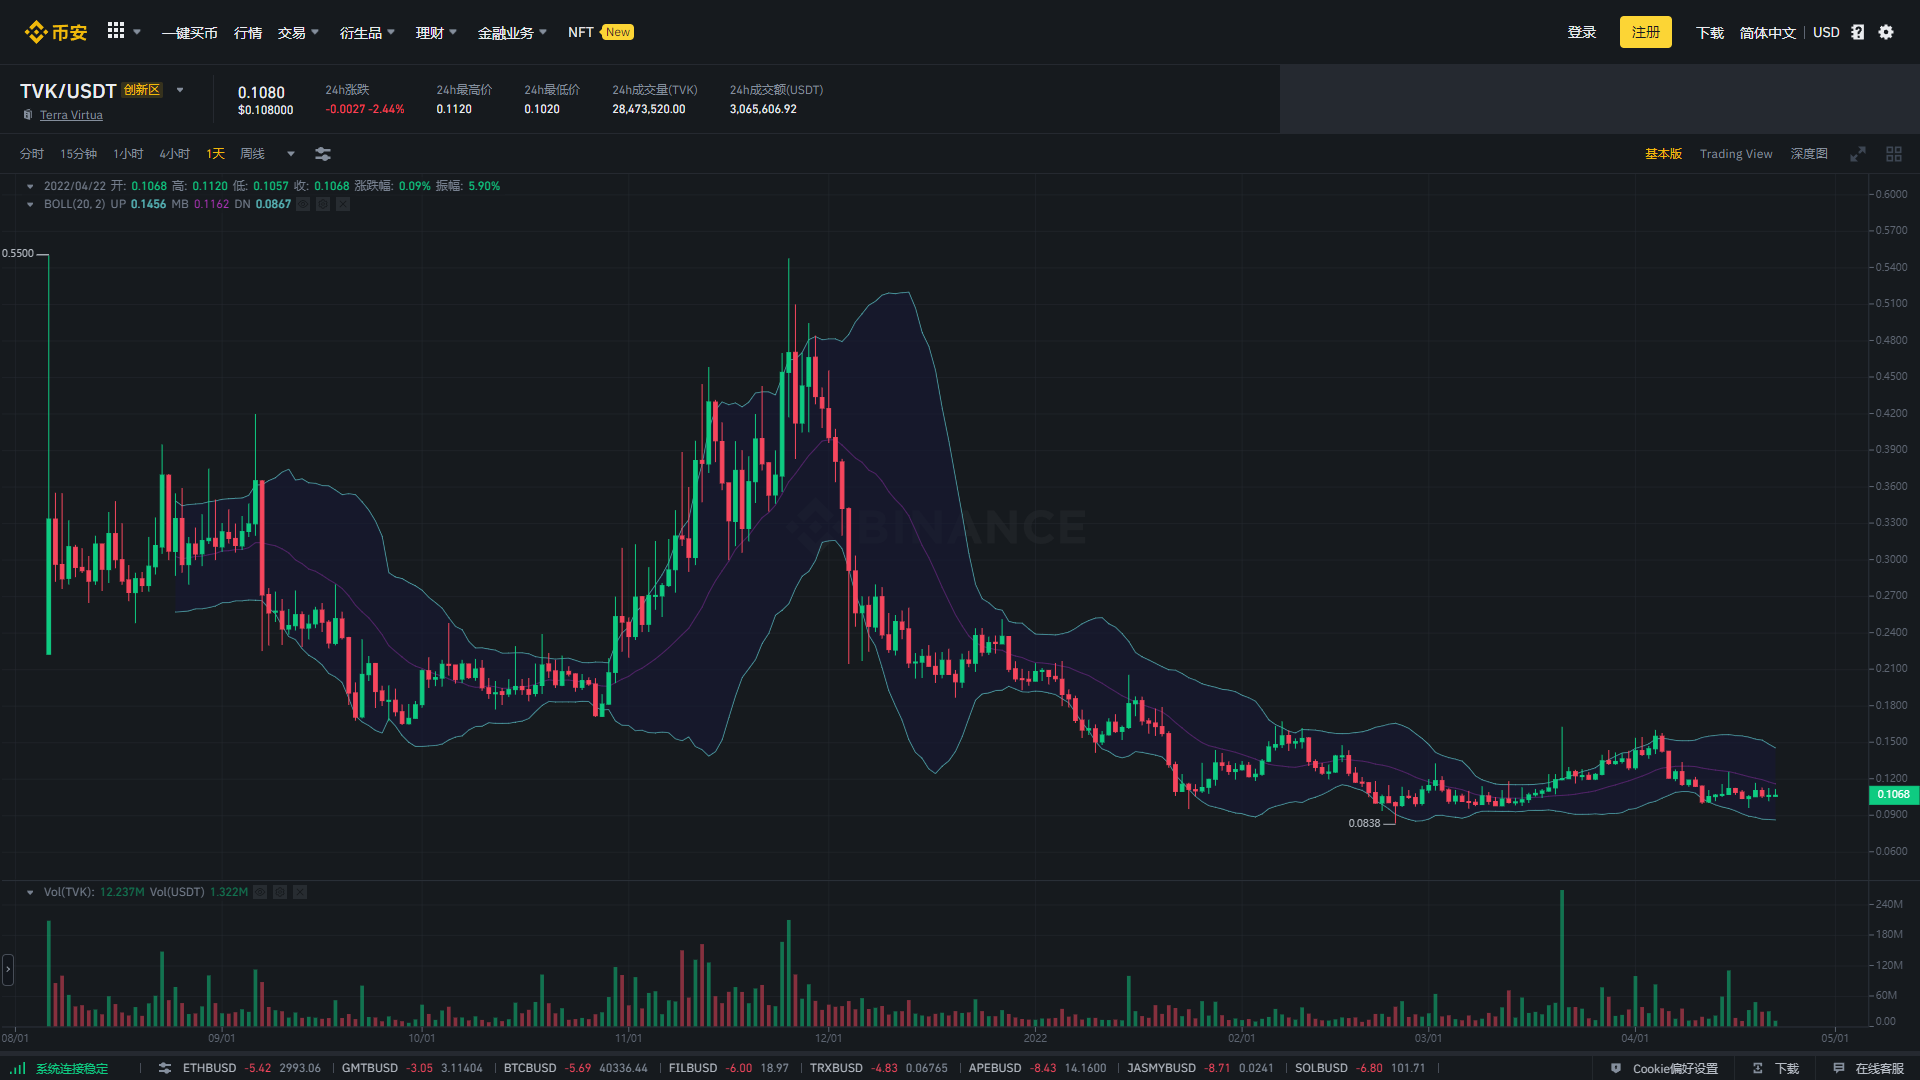 币安 一键买币 行情 交易 衍生品 理财 金融业务 NFT New 登录 注册 下载 简体中文 USD
TVK/USDT 创新区
Terra Virtua
0.1080
$0.108000
24h涨跌
-0.0027 -2.44%
24h最高价
0.1120
24h最低价
0.1020
24h成交量(TVK)
28,473,520.00
24h成交额(USDT)
3,065,606.92
分时 15分钟 1小时 4小时 1天 周线 基本版 Trading View 深度图
2022/04/22 开: 0.1068 高: 0.1120 低: 0.1057 收: 0.1068 涨跌幅: 0.09% 振幅: 5.90%
BOLL(20, 2) UP 0.1456 MB 0.1162 DN 0.0867
0.6000
0.5700
0.5500
0.5400
0.5100
0.4800
0.4500
0.4200
0.3900
0.3600
0.3300
BINANCE
0.3000
0.2700
0.2400
0.2100
0.1800
0.1500
0.1200
0.1068
0.0900
0.0838
0.0600
Vol(TVK): 12.237M Vol(USDT) 1.322M
240M
180M
120M
60M
0.00
08/01 09/01 10/01 11/01 12/01 2022 02/01 03/01 04/01 05/01
系统连接稳定 ETHBUSD -5.42 2993.06 GMTBUSD -3.05 3.11404 BTCBUSD -5.69 40336.44 FILBUSD -6.00 18.97 TRXBUSD -4.83 0.06765 APEBUSD -8.43 14.1600 JASMYBUSD -8.71 0.0241 SOLBUSD -6.80 101.71 Cookie偏好设置 下载 在线客服